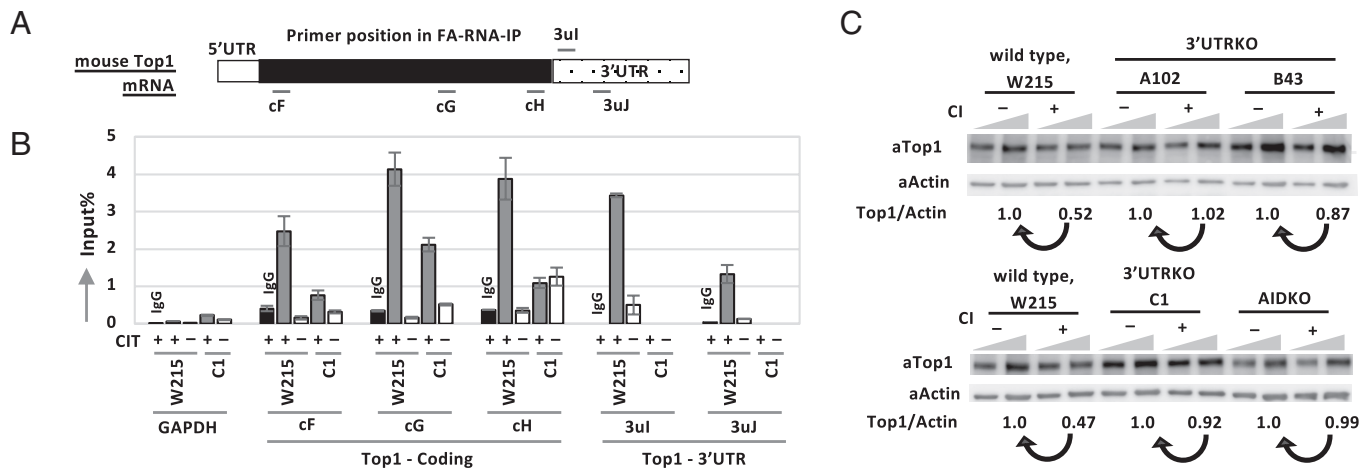 A
Primer position in FA-RNA-IP
3uI
5’UTR
mouse Top1
mRNA
3’UTR
cF
cG
cH
3uJ
B
Input%
5
4
3
2
1
0
IgG
IgG
IgG
IgG
IgG
IgG
CIT
+ + − + −
+ + − + −
+ + − + −
+ + − + −
+ + − + −
+ + − + −
W215
C1
W215
C1
W215
C1
W215
C1
W215
C1
W215
C1
GAPDH
cF
cG
cH
3uI
3uJ
Top1 - Coding
Top1 - 3’UTR
C
wild type,
W215
3’UTRKO
A102
B43
CI
− + − + − +
aTop1
aActin
Top1/Actin
1.0 0.52 1.0 1.02 1.0 0.87
wild type,
W215
3’UTRKO
C1
AIDKO
CI
− + − + − +
aTop1
aActin
Top1/Actin
1.0 0.47 1.0 0.92 1.0 0.99